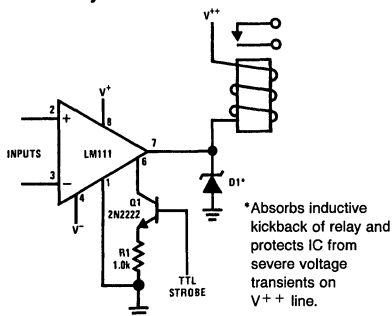 V++
V+
2
+
8
INPUTS
LM111
7
6
3
−
4
1
V−
Q1
2N2222
R1
1.0k
TTL
STROBE
D1*
*Absorbs inductive
kickback of relay and
protects IC from
severe voltage
transients on
V++ line.